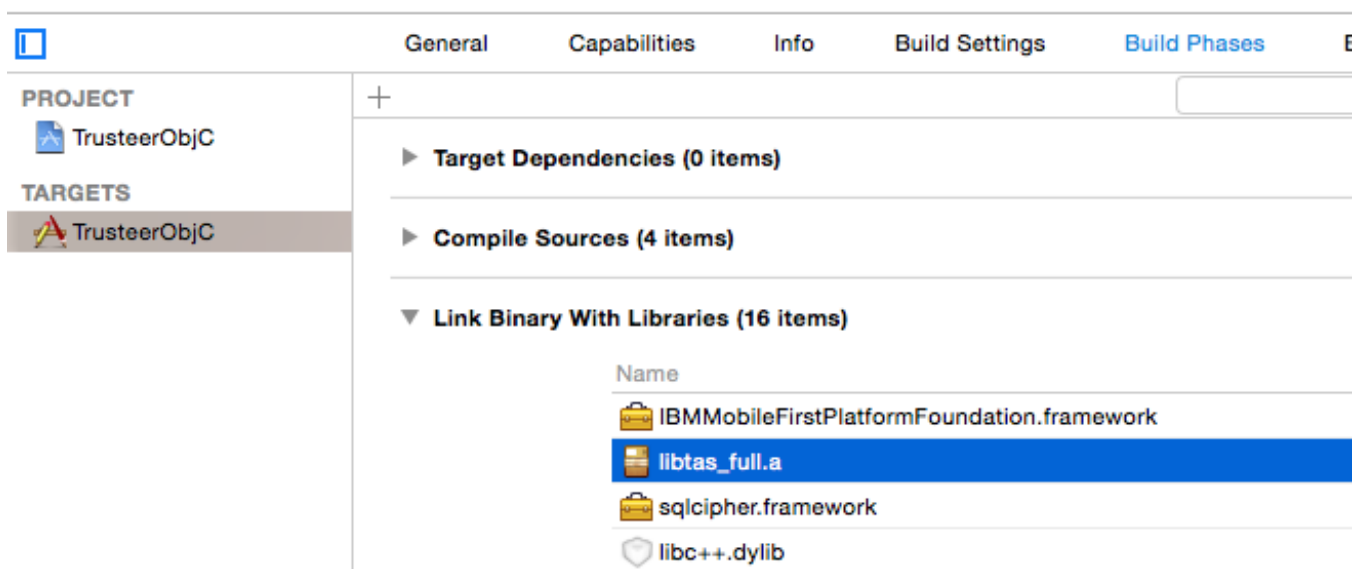 General Capabilities Info Build Settings Build Phases
PROJECT
TrusteerObjC
TARGETS
TrusteerObjC
Target Dependencies (0 items)
Compile Sources (4 items)
Link Binary With Libraries (16 items)
Name
IBMMobileFirstPlatformFoundation.framework
libtas_full.a
sqlcipher.framework
libc++.dylib